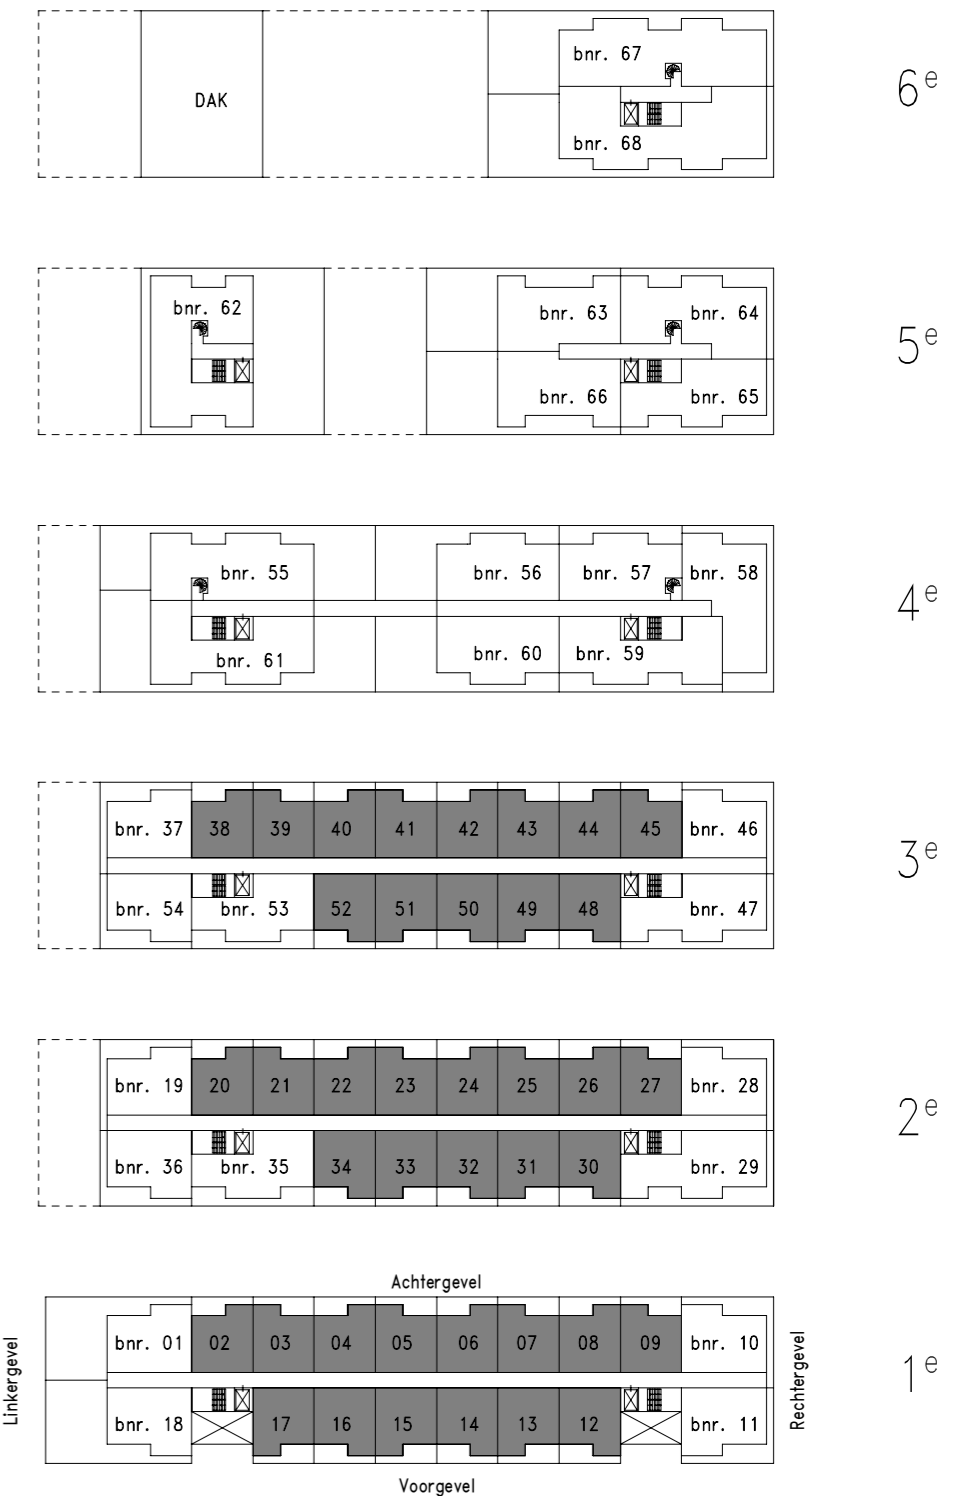 bnr. 67
DAK
6e
bnr. 68
bnr. 62
bnr. 63
bnr. 64
5e
bnr. 66
bnr. 65
bnr. 55
bnr. 56
bnr. 57
bnr. 58
4e
bnr. 61
bnr. 60
bnr. 59
bnr. 37 38 39 40 41 42 43 44 45 bnr. 46
3e
bnr. 54 bnr. 53 52 51 50 49 48 bnr. 47
bnr. 19 20 21 22 23 24 25 26 27 bnr. 28
2e
bnr. 36 bnr. 35 34 33 32 31 30 bnr. 29
Achtergevel
bnr. 01 02 03 04 05 06 07 08 09 bnr. 10
Linkergevel
Rechtergevel
1e
bnr. 18 17 16 15 14 13 12 bnr. 11
Voorgevel